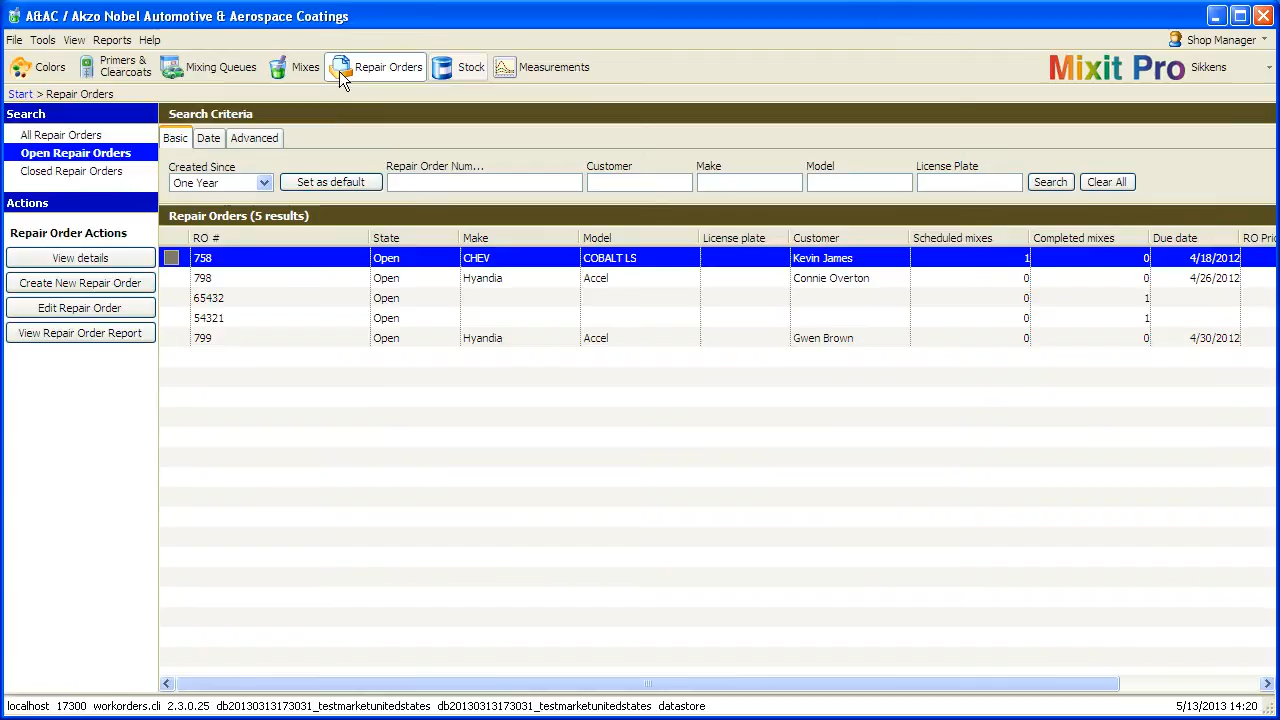 A&AC / Akzo Nobel Automotive & Aerospace Coatings
File Tools View Reports Help Shop Manager
Colors Primers & Clearcoats Mixing Queues Mixes Repair Orders Stock Measurements Mixit Pro Sikkens
Start > Repair Orders
Search
All Repair Orders
Open Repair Orders
Closed Repair Orders
Actions
Repair Order Actions
View details
Create New Repair Order
Edit Repair Order
View Repair Order Report
Search Criteria
Basic Date Advanced
Created Since Repair Order Num... Customer Make Model License Plate
One Year Set as default Search Clear All
Repair Orders (5 results)
RO # State Make Model License plate Customer Scheduled mixes Completed mixes Due date RO Pric
758 Open CHEV COBALT LS Kevin James 1 0 4/18/2012
798 Open Hyandia Accel Connie Overton 0 0 4/26/2012
65432 Open 0 1
54321 Open 0 1
799 Open Hyandia Accel Gwen Brown 0 0 4/30/2012
localhost 17300 workorders.cli 2.3.0.25 db20130313173031_testmarketunitedstates db20130313173031_testmarketunitedstates datastore 5/13/2013 14:20